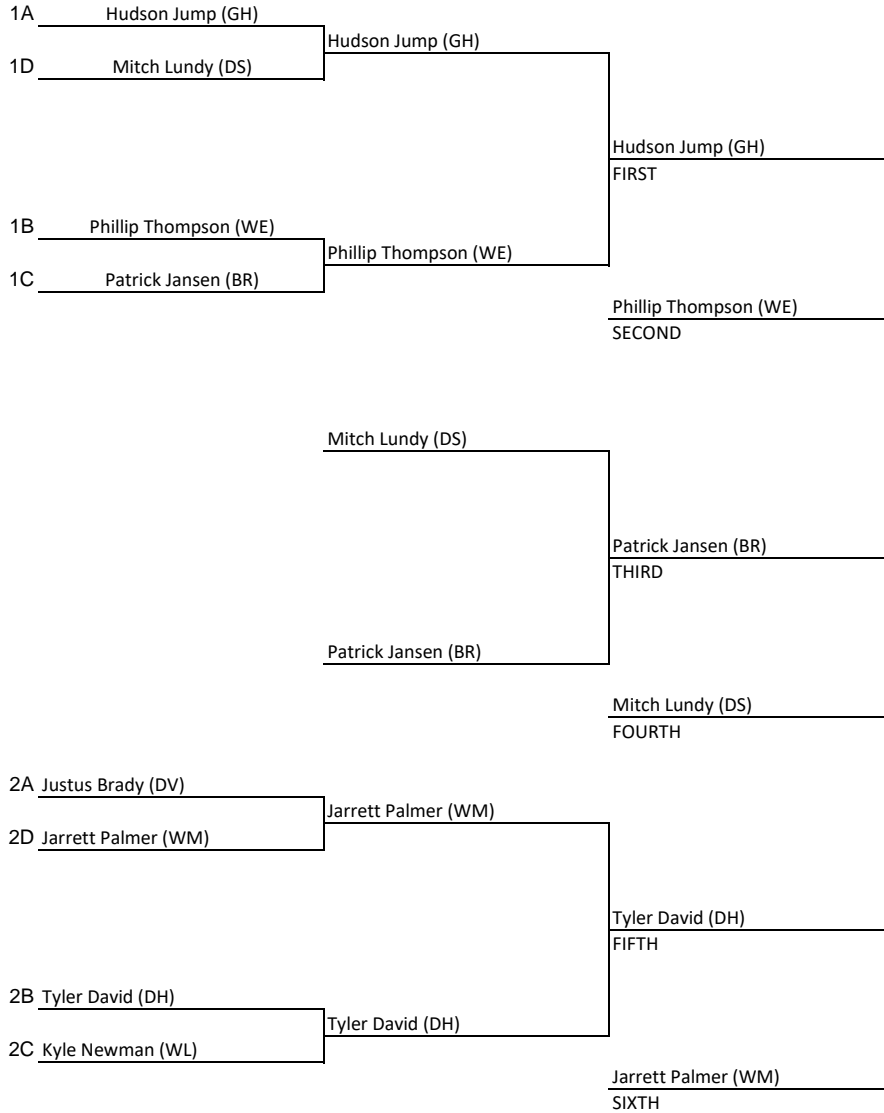 1A Hudson Jump (GH)
Hudson Jump (GH)
1D Mitch Lundy (DS)
Hudson Jump (GH)
FIRST
1B Phillip Thompson (WE)
Phillip Thompson (WE)
1C Patrick Jansen (BR)
Phillip Thompson (WE)
SECOND
Mitch Lundy (DS)
Patrick Jansen (BR)
THIRD
Patrick Jansen (BR)
Mitch Lundy (DS)
FOURTH
2A Justus Brady (DV)
Jarrett Palmer (WM)
2D Jarrett Palmer (WM)
Tyler David (DH)
FIFTH
2B Tyler David (DH)
Tyler David (DH)
2C Kyle Newman (WL)
Jarrett Palmer (WM)
SIXTH